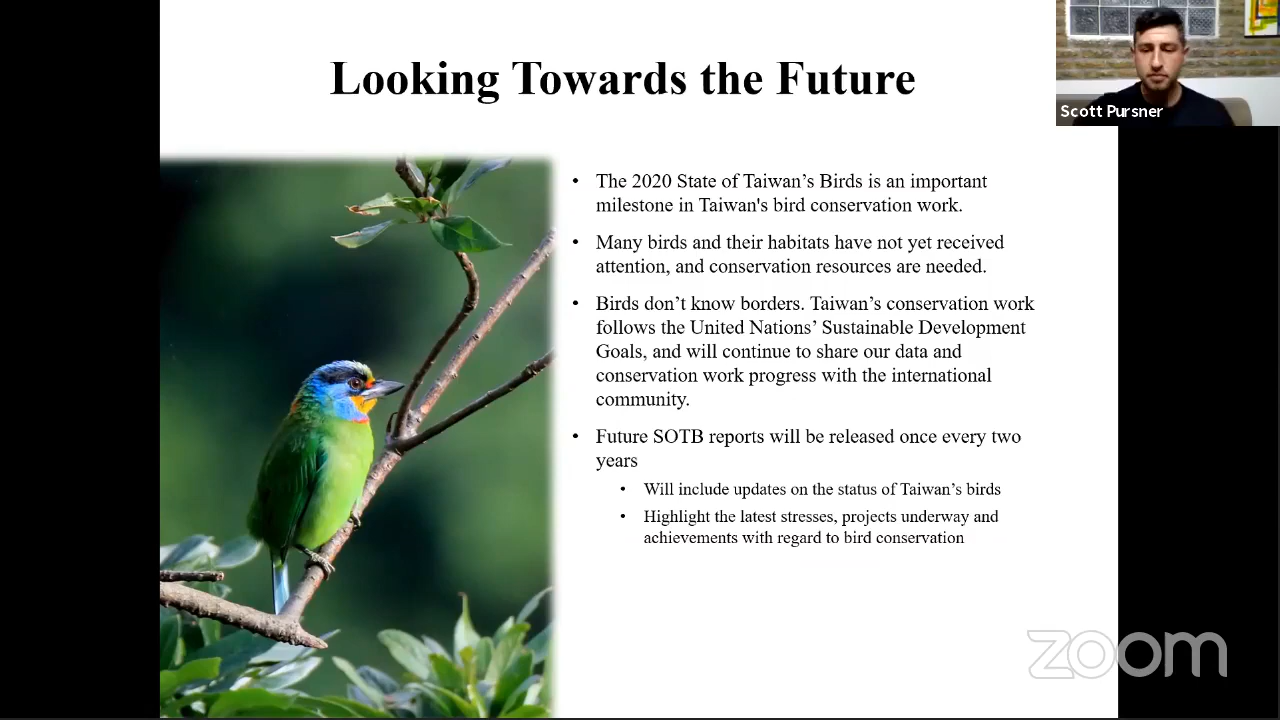 Looking Towards the Future
Scott Pursner
• The 2020 State of Taiwan’s Birds is an important
milestone in Taiwan's bird conservation work.
• Many birds and their habitats have not yet received
attention, and conservation resources are needed.
• Birds don’t know borders. Taiwan’s conservation work
follows the United Nations’ Sustainable Development
Goals, and will continue to share our data and
conservation work progress with the international
community.
• Future SOTB reports will be released once every two
years
• Will include updates on the status of Taiwan’s birds
• Highlight the latest stresses, projects underway and
achievements with regard to bird conservation
zoom